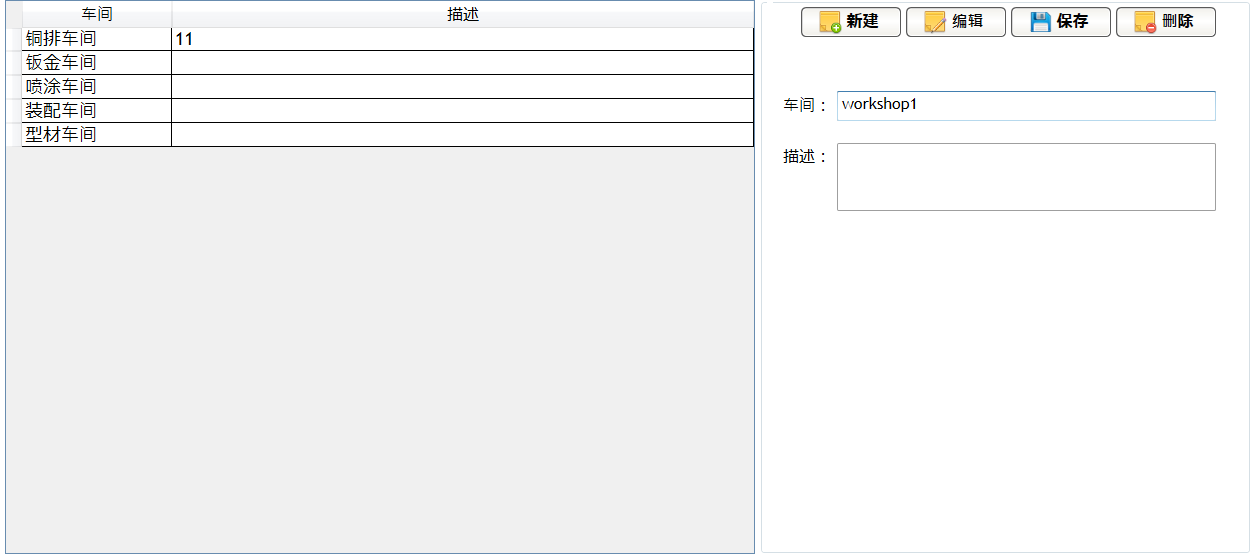 车间 描述
铜排车间 11
钣金车间
喷涂车间
装配车间
型材车间
新建 编辑 保存 删除
车间： workshop1
描述：